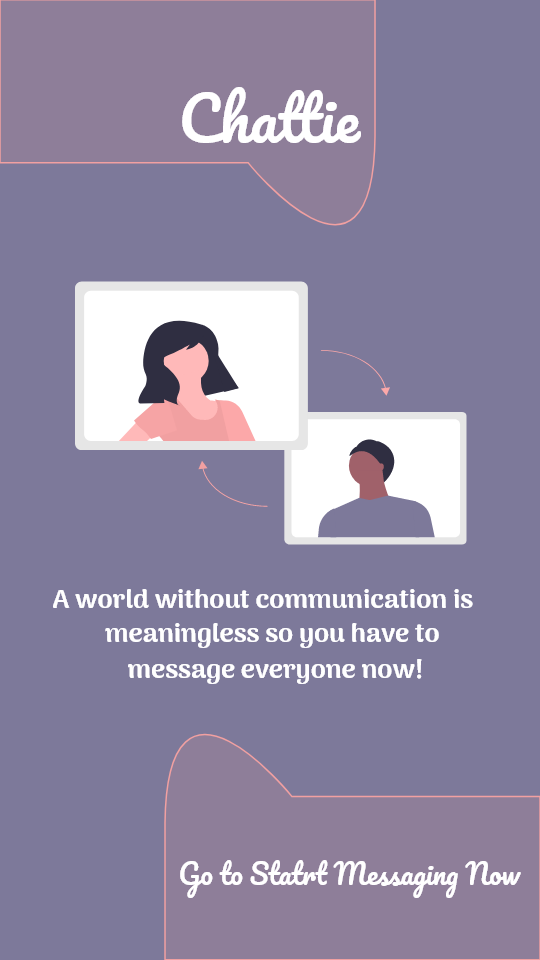 Chattie
A world without communication is
meaningless so you have to
message everyone now!
Go to Statrt Messaging Now